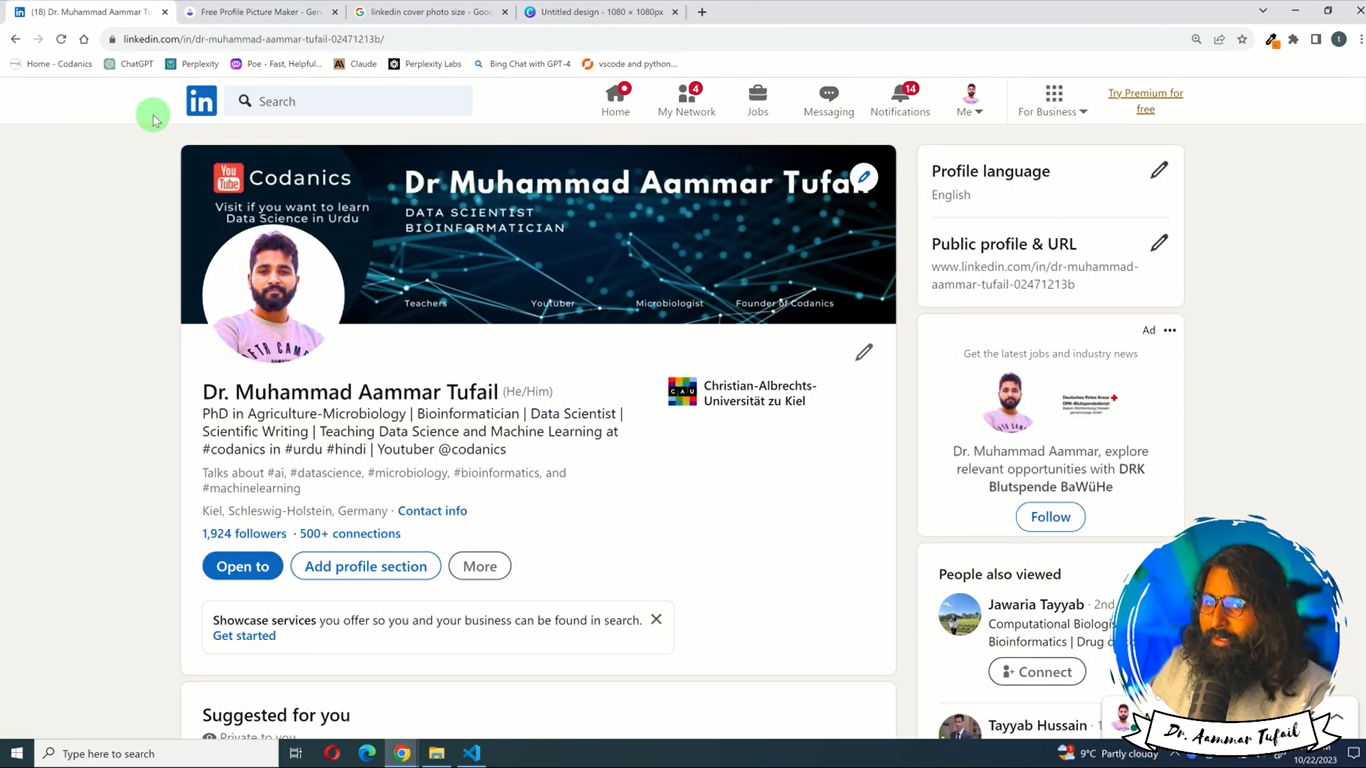 (18) Dr. Muhammad Aammar Tu
Free Profile Picture Maker - Gen
linkedin cover photo size - Goo
Untitled design - 1080 × 1080px
linkedin.com/in/dr-muhammad-aammar-tufail-02471213b/
t
Home - Codanics
ChatGPT
Perplexity
Poe - Fast, Helpful...
Claude
Perplexity Labs
Bing Chat with GPT-4
vscode and python...
in
Search
4
14
Home
My Network
Jobs
Messaging
Notifications
Me
For Business
Try Premium for
free
You
Tube
Codanics
Visit if you want to learn
Data Science in Urdu
Dr Muhammad Aammar Tufail
DATA SCIENTIST
BIOINFORMATICIAN
Teachers
Youtuber
Microbiologist
Founder of Codanics
Dr. Muhammad Aammar Tufail (He/Him)
PhD in Agriculture-Microbiology | Bioinformatician | Data Scientist |
Scientific Writing | Teaching Data Science and Machine Learning at
#codanics in #urdu #hindi | Youtuber @codanics
Talks about #ai, #datascience, #microbiology, #bioinformatics, and
#machinelearning
Kiel, Schleswig-Holstein, Germany · Contact info
1,924 followers · 500+ connections
Open to
Add profile section
More
CAU
Christian-Albrechts-
Universität zu Kiel
Showcase services you offer so you and your business can be found in search.
Get started
Suggested for you
Private to you
Profile language
English
Public profile & URL
www.linkedin.com/in/dr-muhammad-
aammar-tufail-02471213b
Ad
Get the latest jobs and industry news
Dr. Muhammad Aammar, explore
relevant opportunities with DRK
Blutspende BaWüHe
Follow
People also viewed
Jawaria Tayyab · 2nd
Computational Biologis
Bioinformatics | Drug
Connect
Tayyab Hussain
Dr. Aammar Tufail
Type here to search
9°C Partly cloudy
10/22/2023